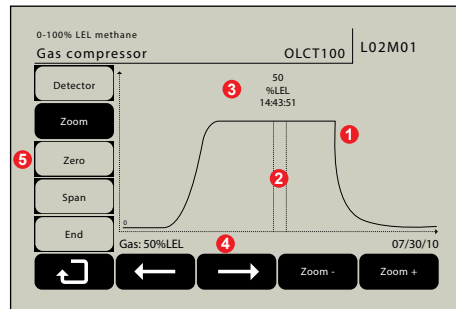 0-100% LEL methane
Gas compressor OLCT100 L02M01
50
%LEL
14:43:51
3
Detector
Zoom
Zero
Span
End
5
1
2
0
Gas: 50%LEL 4 07/30/10
Zoom - Zoom +